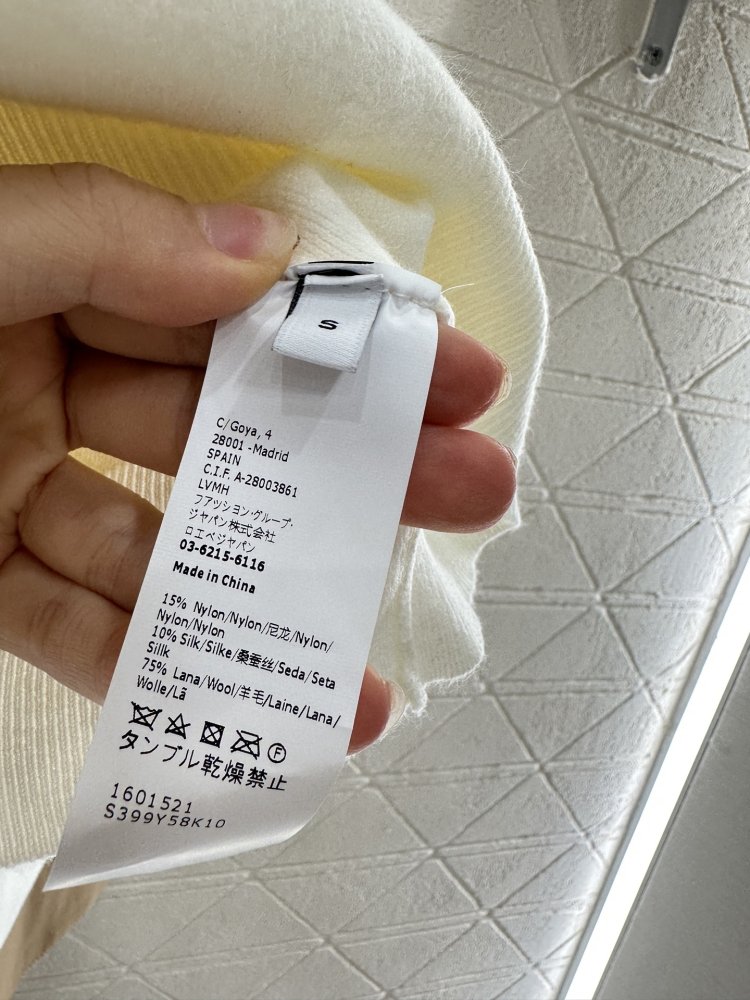 S
C/Goya, 4
28001 -Madrid
SPAIN
C.I.F. A-28003861
LVMH
ファッション・グループ・
ジャパン株式会社
ロエベジャパン
03-6215-6116
Made in China
15% Nylon/Nylon/尼龙/Nylon/
Nylon/Nylon
10% Silk/Silke/桑蚕丝/Seda/Seta
Sillk
75% Lana/Wool/羊毛/Laine/Lana/
Wolle/Lã
F
タンブル乾燥禁止
1601521
S399Y58K10